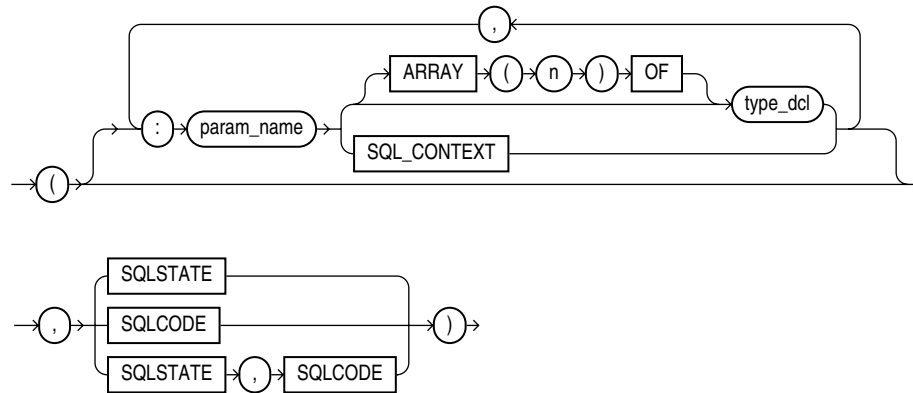 ,
ARRAY ( n ) OF
: param_name type_dcl
SQL_CONTEXT
(
SQLSTATE
, SQLCODE )
SQLSTATE , SQLCODE